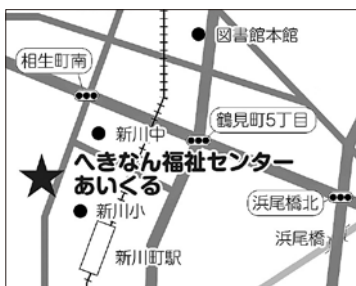 図書館本館
相生町南
鶴見町5丁目
新川中
へきなん福祉センター
あいくる
浜尾橋北
新川小
浜尾橋
新川町駅